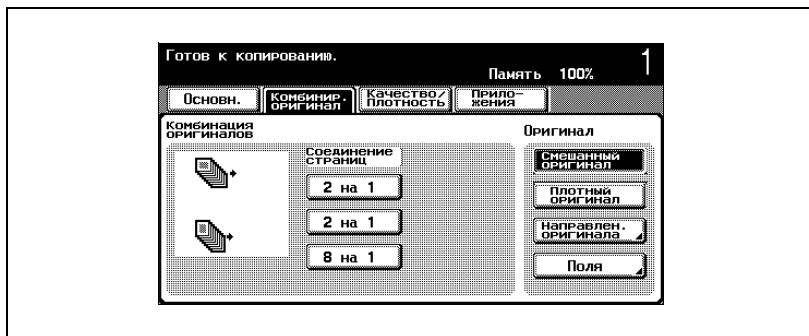 Готов к копированию.
Память 100% 1
Основн.
Комбинир.
оригинал
Качество/
плотность
Прило-
жения
Комбинация
оригиналов
Соединение
страниц
2 на 1
2 на 1
8 на 1
Оригинал
Смешанный
оригинал
Плотный
оригинал
Направлен.
оригинала
Поля